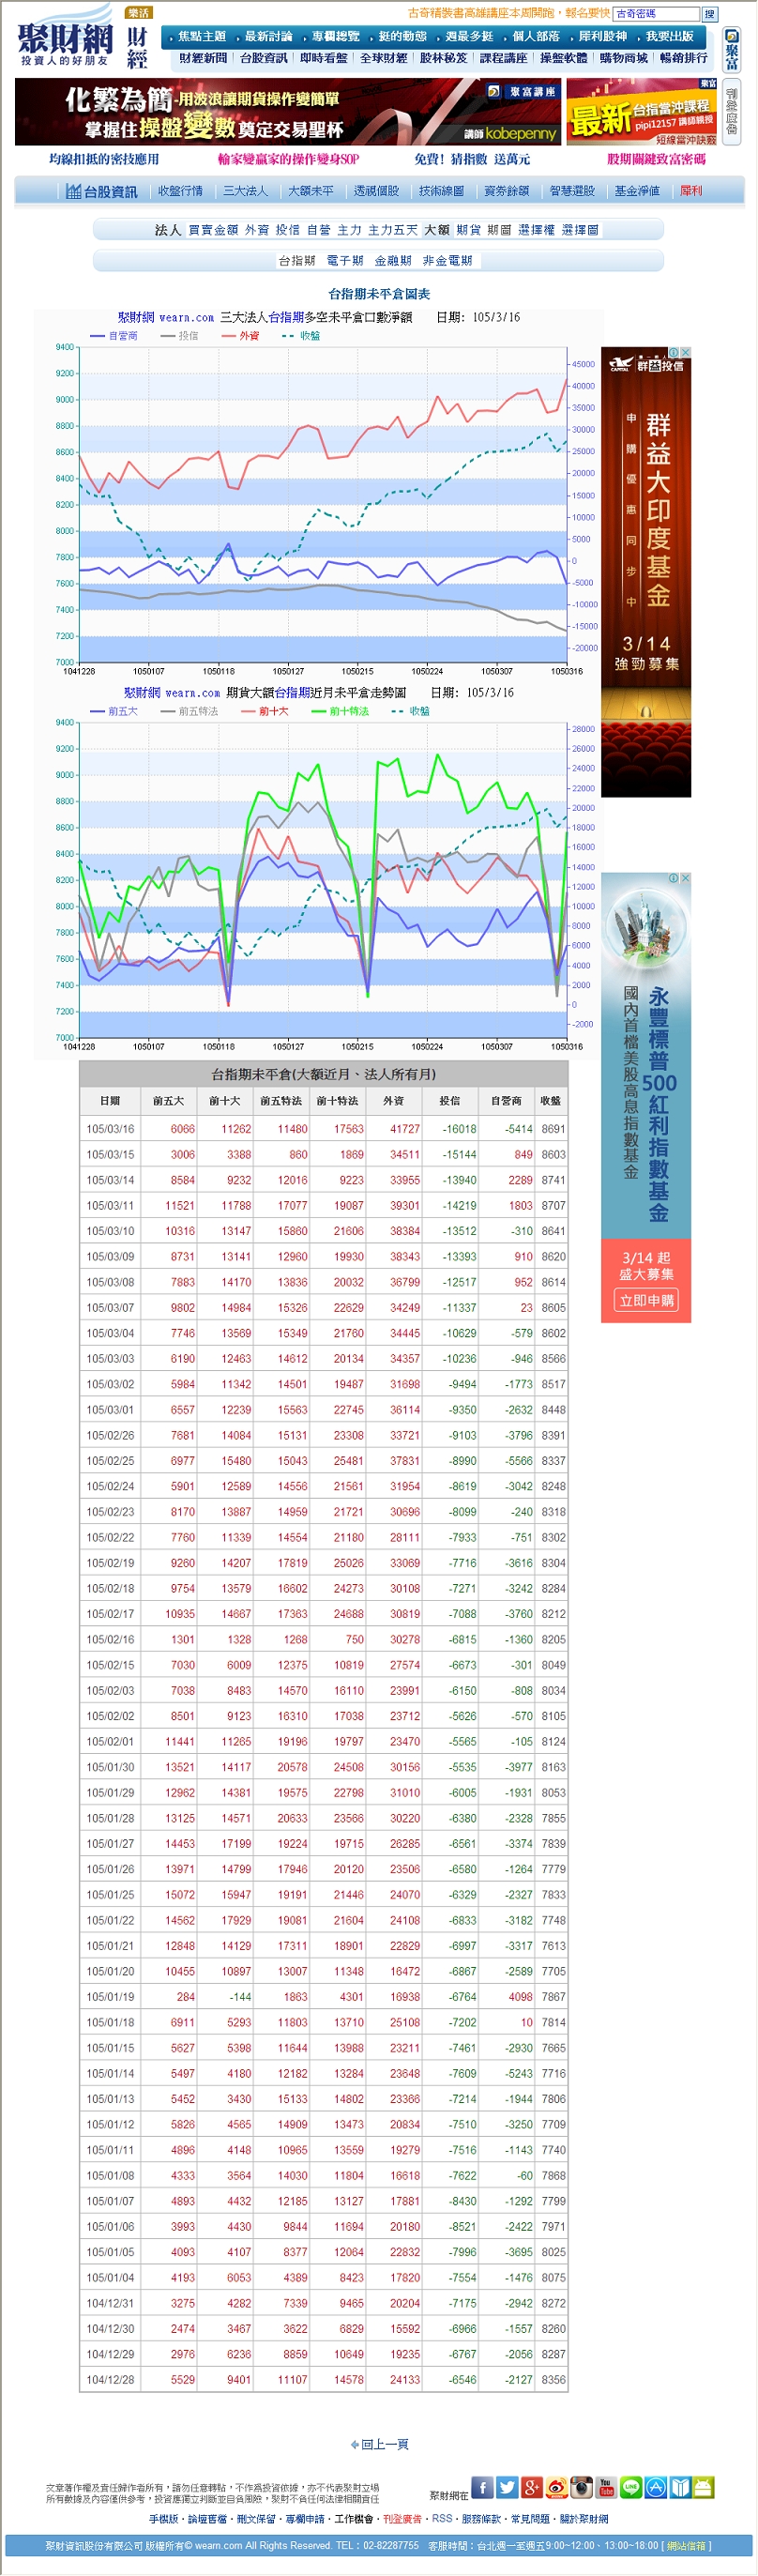 樂活
聚財網 財經
投資人的好朋友
古奇精裝書高雄講座本周開跑，報名要快 古奇密碼 搜
焦點主題 最新討論 專欄總覽 挺的動態 週最多挺 個人部落 犀利股神 我要出版
財經新聞 台股資訊 即時看盤 全球財經 股林秘笈 課程講座 操盤軟體 購物商城 暢銷排行
聚富
化繁為簡-用波浪讓期貨操作變簡單
掌握住操盤變數 奠定交易聖杯
聚富講座
講師kobepenny
聚富
最新 台指當沖課程
pipi12157 講師親授
短線當沖訣竅
刊登廣告
均線扣抵的密技應用 輸家變贏家的操作變身SOP 免費! 猜指數 送萬元 股期關鍵致富密碼
台股資訊 收盤行情 三大法人 大額未平 透視個股 技術線圖 資券餘額 智慧選股 基金淨值 犀利
法人 買賣金額 外資 投信 自營 主力 主力五天 大額 期貨 期圖 選擇權 選擇圖
台指期 電子期 金融期 非金電期
台指期未平倉圖表
聚財網 wearn.com 三大法人台指期多空未平倉口數淨額 日期: 105/3/16
自營商 投信 外資 收盤
9400
9200
9000
8800
8600
8400
8200
8000
7800
7600
7400
7200
7000
45000
40000
35000
30000
25000
20000
15000
10000
5000
0
-5000
-10000
-15000
-20000
1041228 1050107 1050118 1050127 1050215 1050224 1050307 1050316
聚財網 wearn.com 期貨大額台指期近月未平倉走勢圖 日期: 105/3/16
前五大 前五特法 前十大 前十特法 收盤
9400
9200
9000
8800
8600
8400
8200
8000
7800
7600
7400
7200
7000
28000
26000
24000
22000
20000
18000
16000
14000
12000
10000
8000
6000
4000
2000
0
-2000
1041228 1050107 1050118 1050127 1050215 1050224 1050307 1050316
群益投信
群益大印度基金
申購優惠同步中
3/14
強勁募集
永豐標普500紅利指數基金
國內首檔美股高息指數基金
3/14 起
盛大募集
立即申購
台指期未平倉(大額近月、法人所有月)
日期 前五大 前十大 前五特法 前十特法 外資 投信 自營商 收盤
105/03/16 6066 11262 11480 17563 41727 -16018 -5414 8691
105/03/15 3006 3388 860 1869 34511 -15144 849 8603
105/03/14 8584 9232 12016 9223 33955 -13940 2289 8741
105/03/11 11521 11788 17077 19087 39301 -14219 1803 8707
105/03/10 10316 13147 15860 21606 38384 -13512 -310 8641
105/03/09 8731 13141 12960 19930 38343 -13393 910 8620
105/03/08 7883 14170 13836 20032 36799 -12517 952 8614
105/03/07 9802 14984 15326 22629 34249 -11337 23 8605
105/03/04 7746 13569 15349 21760 34445 -10629 -579 8602
105/03/03 6190 12463 14612 20134 34357 -10236 -946 8566
105/03/02 5984 11342 14501 19487 31698 -9494 -1773 8517
105/03/01 6557 12239 15563 22745 36114 -9350 -2632 8448
105/02/26 7681 14084 15131 23308 33721 -9103 -3796 8391
105/02/25 6977 15480 15043 25481 37831 -8990 -5566 8337
105/02/24 5901 12589 14556 21561 31954 -8619 -3042 8248
105/02/23 8170 13887 14959 21721 30696 -8099 -240 8318
105/02/22 7760 11339 14554 21180 28111 -7933 -751 8302
105/02/19 9260 14207 17819 25026 33069 -7716 -3616 8304
105/02/18 9754 13579 16602 24273 30108 -7271 -3242 8284
105/02/17 10935 14667 17363 24688 30819 -7088 -3760 8212
105/02/16 1301 1328 1268 750 30278 -6815 -1360 8205
105/02/15 7030 6009 12375 10819 27574 -6673 -301 8049
105/02/03 7038 8483 14570 16110 23991 -6150 -808 8034
105/02/02 8501 9123 16310 17038 23712 -5626 -570 8105
105/02/01 11441 11265 19196 19797 23470 -5565 -105 8124
105/01/30 13521 14117 20578 24508 30156 -5535 -3977 8163
105/01/29 12962 14381 19575 22798 31010 -6005 -1931 8053
105/01/28 13125 14571 20633 23566 30220 -6380 -2328 7855
105/01/27 14453 17199 19224 19715 26285 -6561 -3374 7839
105/01/26 13971 14799 17946 20120 23506 -6580 -1264 7779
105/01/25 15072 15947 19191 21446 24070 -6329 -2327 7833
105/01/22 14562 17929 19081 21604 24108 -6833 -3182 7748
105/01/21 12848 14129 17311 18901 22829 -6997 -3317 7613
105/01/20 10455 10897 13007 11348 16472 -6867 -2589 7705
105/01/19 284 -144 1863 4301 16938 -6764 4098 7867
105/01/18 6911 5293 11803 13710 25108 -7202 10 7814
105/01/15 5627 5398 11644 13988 23211 -7461 -2930 7665
105/01/14 5497 4180 12182 13284 23648 -7609 -5243 7716
105/01/13 5452 3430 15133 14802 23366 -7214 -1944 7806
105/01/12 5826 4565 14909 13473 20834 -7510 -3250 7709
105/01/11 4896 4148 10965 13559 19279 -7516 -1143 7740
105/01/08 4333 3564 14030 11804 16618 -7622 -60 7868
105/01/07 4893 4432 12185 13127 17881 -8430 -1292 7799
105/01/06 3993 4430 9844 11694 20180 -8521 -2422 7971
105/01/05 4093 4107 8377 12064 22832 -7996 -3695 8025
105/01/04 4193 6053 4389 8423 17820 -7554 -1476 8075
104/12/31 3275 4282 7339 9465 20204 -7175 -2942 8272
104/12/30 2474 3467 3622 6829 15592 -6966 -1557 8260
104/12/29 2976 6236 8859 10649 19235 -6767 -2056 8287
104/12/28 5529 9401 11107 14578 24133 -6546 -2127 8356
回上一頁
文章著作權及責任歸作者所有，請勿任意轉貼，不作為投資依據，亦不代表聚財立場
所有數據及內容僅供參考，投資應獨立判斷並自負風險，聚財不負任何法律相關責任
聚財網在
手機版‧論壇舊檔‧刪文保留‧專欄申請‧工作機會‧刊登廣告‧RSS‧服務條款‧常見問題‧關於聚財網
聚財資訊股份有限公司 版權所有© wearn.com All Rights Reserved. TEL：02-82287755 客服時間：台北週一至週五9:00~12:00、13:00~18:00 [ 網站信箱 ]